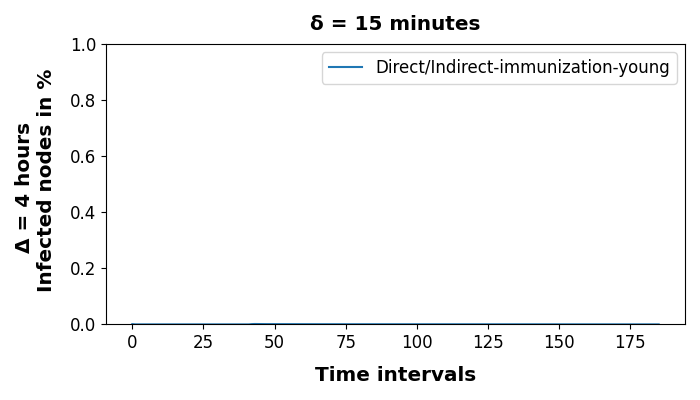 δ = 15 minutes
Direct/Indirect-immunization-young
Δ = 4 hours
Infected nodes in %
1.0
0.8
0.6
0.4
0.2
0.0
0 25 50 75 100 125 150 175
Time intervals